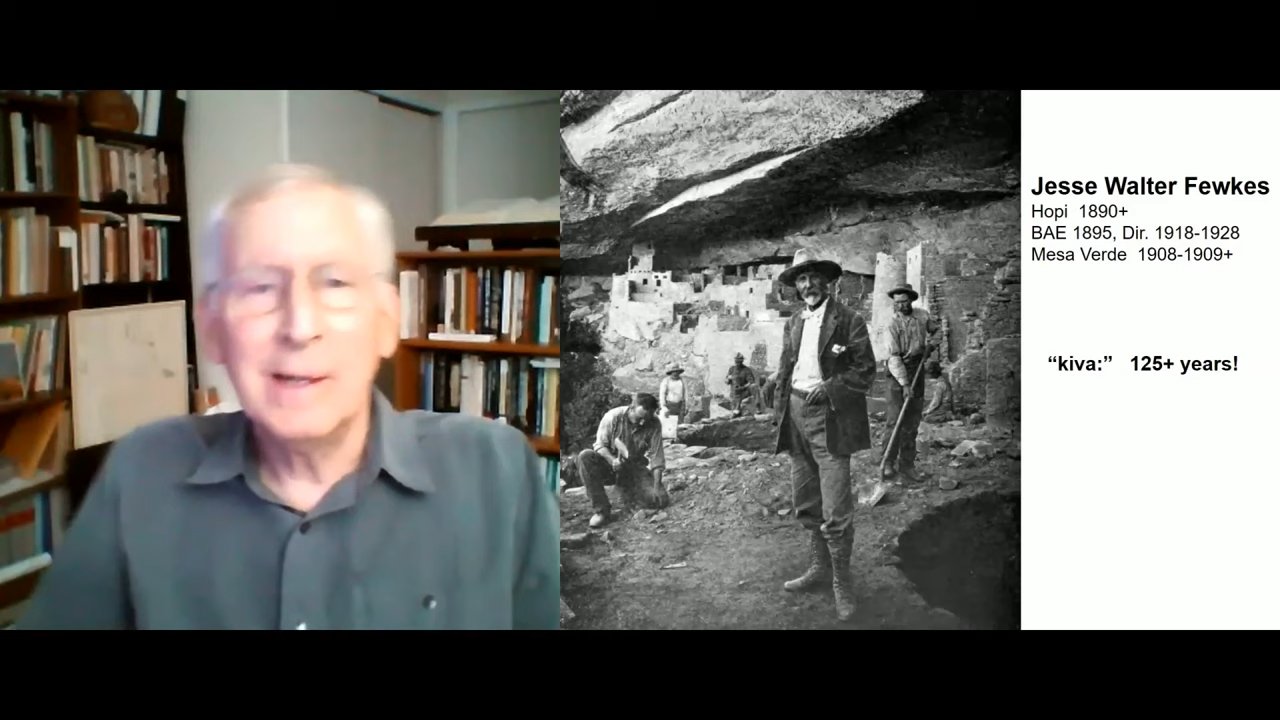 Jesse Walter Fewkes
Hopi 1890+
BAE 1895, Dir. 1918-1928
Mesa Verde 1908-1909+
“kiva:” 125+ years!